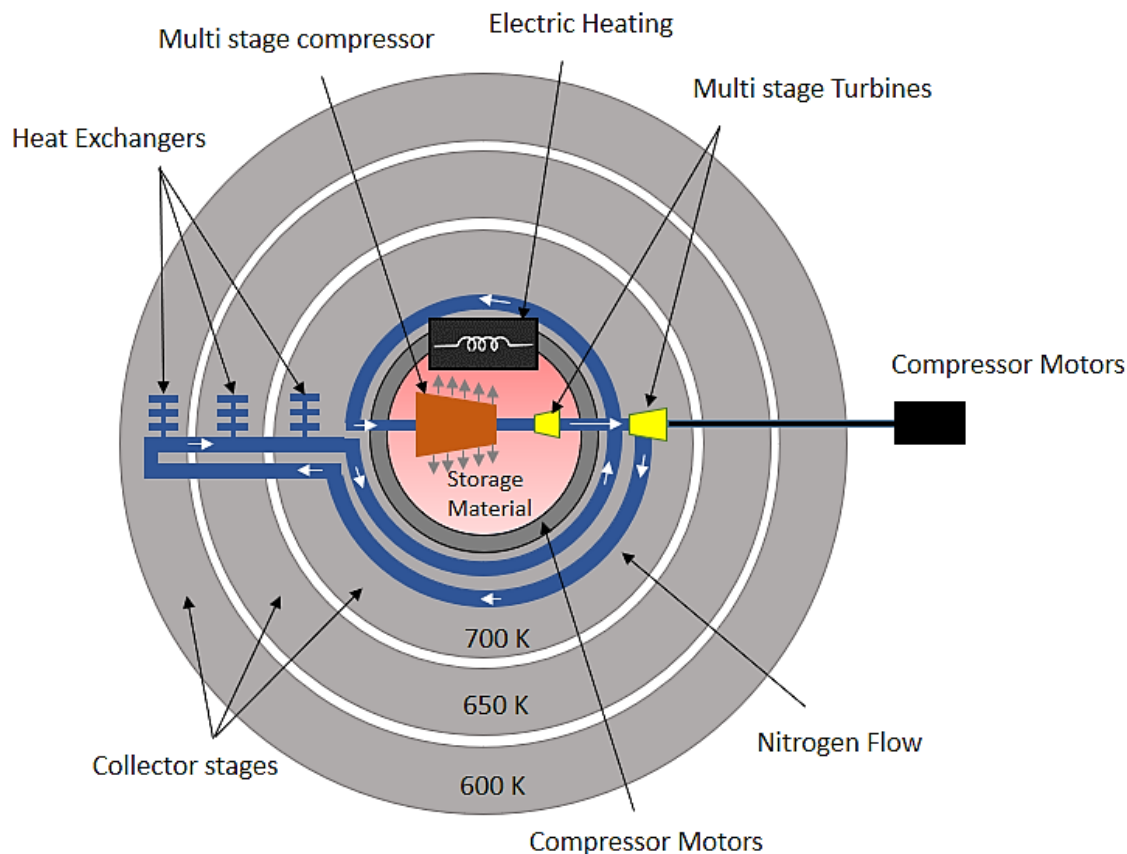 Electric Heating
Multi stage compressor
Multi stage Turbines
Heat Exchangers
Compressor Motors
Storage
Material
700 K
650 K
Nitrogen Flow
Collector stages
600 K
Compressor Motors